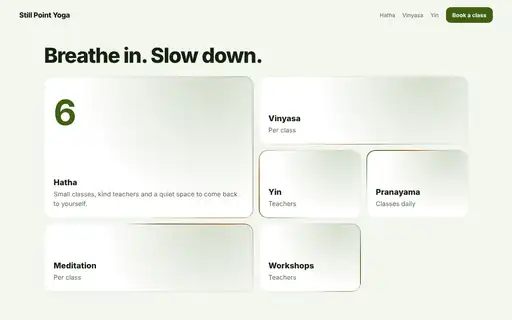 Still Point Yoga
Hatha
Vinyasa
Yin
Book a class
Breathe in. Slow down.
6
Hatha
Small classes, kind teachers and a quiet space to come back
to yourself.
Vinyasa
Per class
Yin
Teachers
Pranayama
Classes daily
Meditation
Per class
Workshops
Teachers